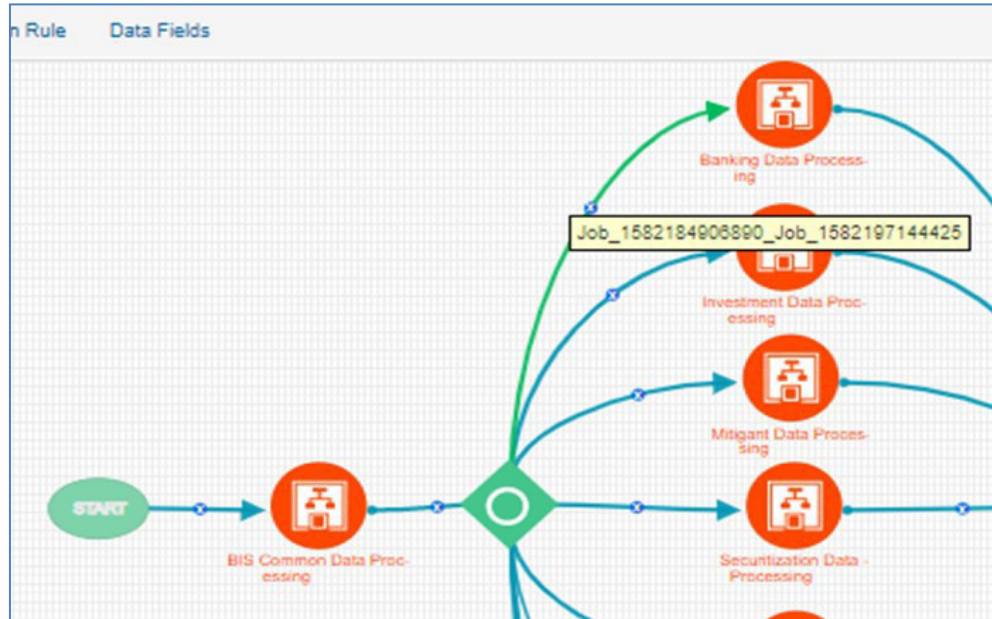 n Rule Data Fields
Banking Data Process-
ing
Job_1582184906890_Job_1582197144425
Investment Data Proc-
essing
Mitigant Data Proces-
sing
START
BIS Common Data Proc-
essing
Securitization Data -
Processing